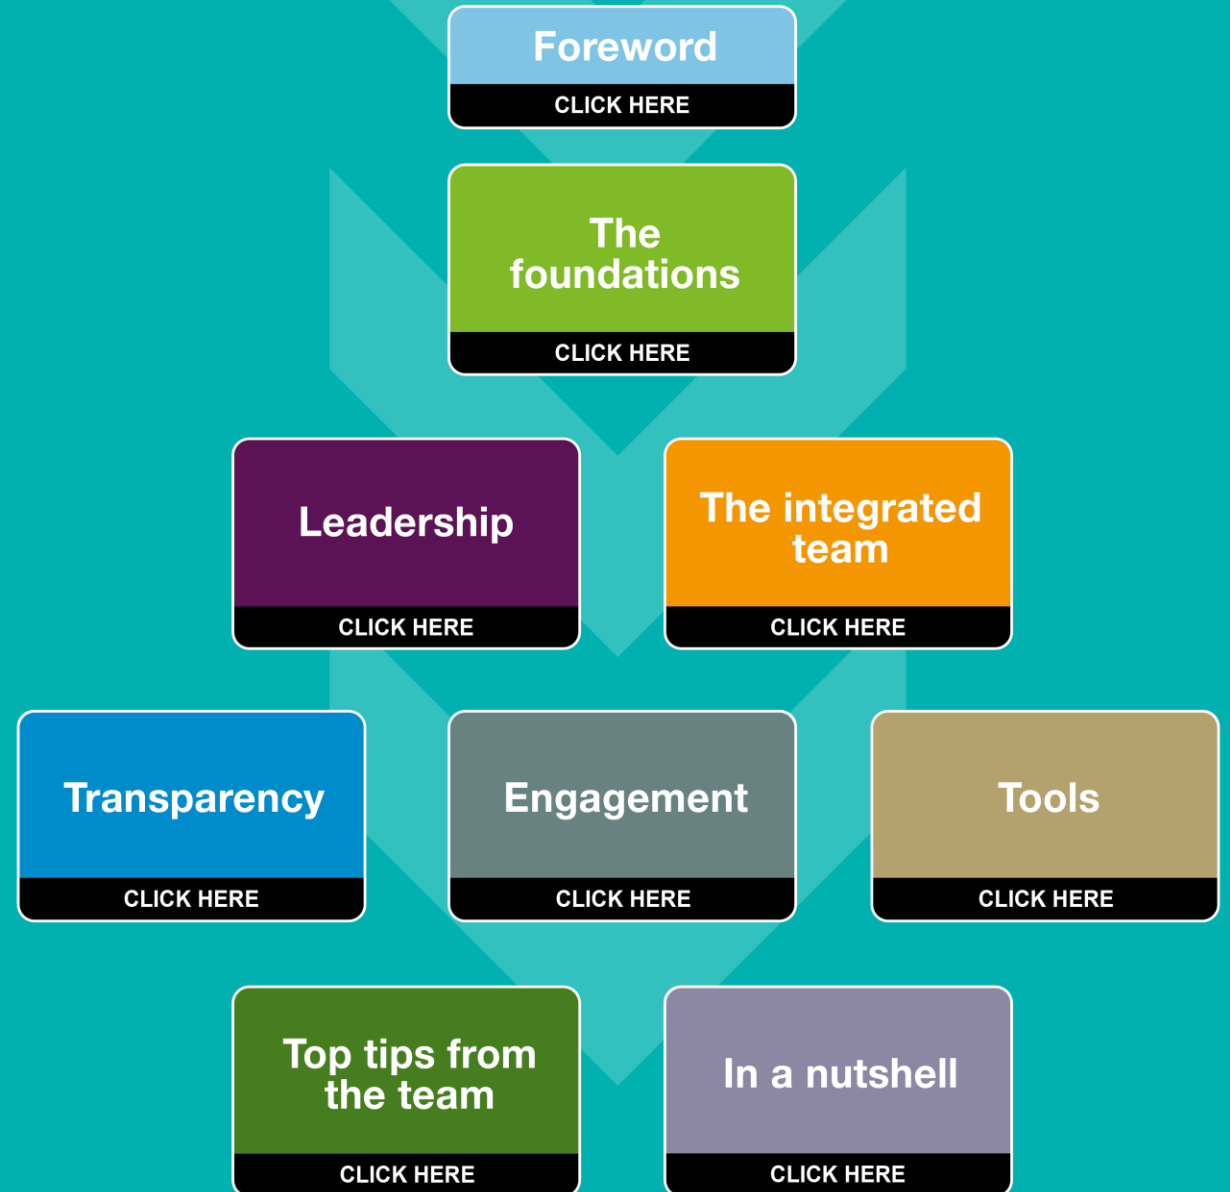 Foreword
CLICK HERE
The
foundations
CLICK HERE
Leadership
CLICK HERE
The integrated
team
CLICK HERE
Transparency
CLICK HERE
Engagement
CLICK HERE
Tools
CLICK HERE
Top tips from
the team
CLICK HERE
In a nutshell
CLICK HERE